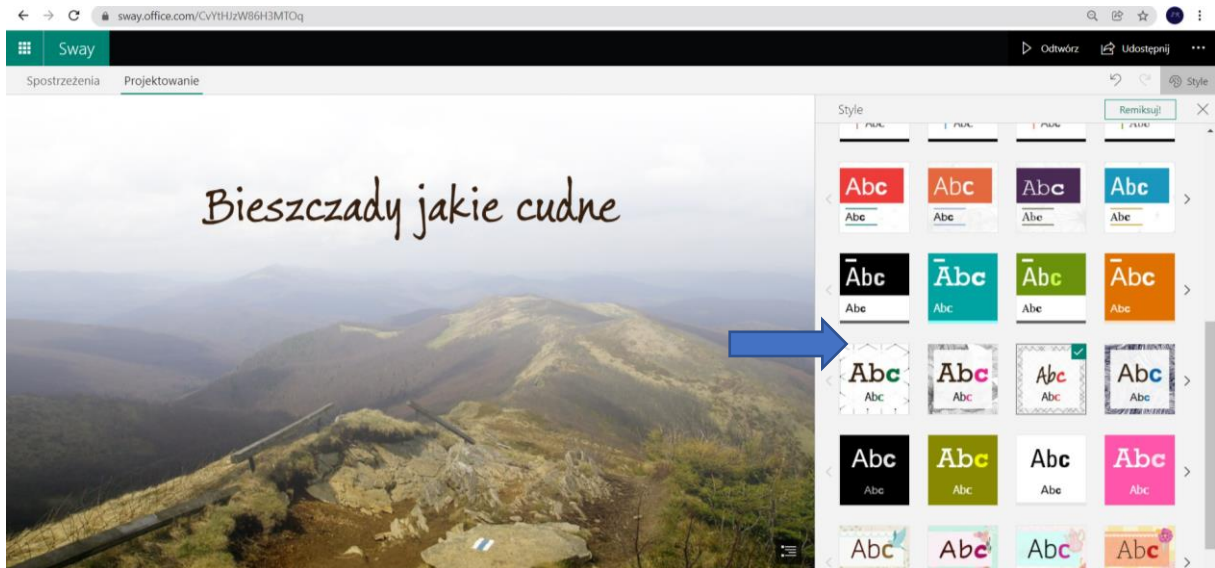 sway.office.com/CvYtHJzW86H3MTOq
Sway
Odtwórz
Udostępnij
Spostrzeżenia
Projektowanie
Style
Style
Remiksuj!
Bieszczady jakie cudne
Abc Abc Abc Abc
Abc Abc Abc Abc
Abc Abc Abc Abc
Abc Abc Abc Abc
Abc Abc Abc Abc
Abc Abc Abc Abc
Abc Abc Abc Abc
Abc Abc Abc Abc
Abc Abc Abc Abc